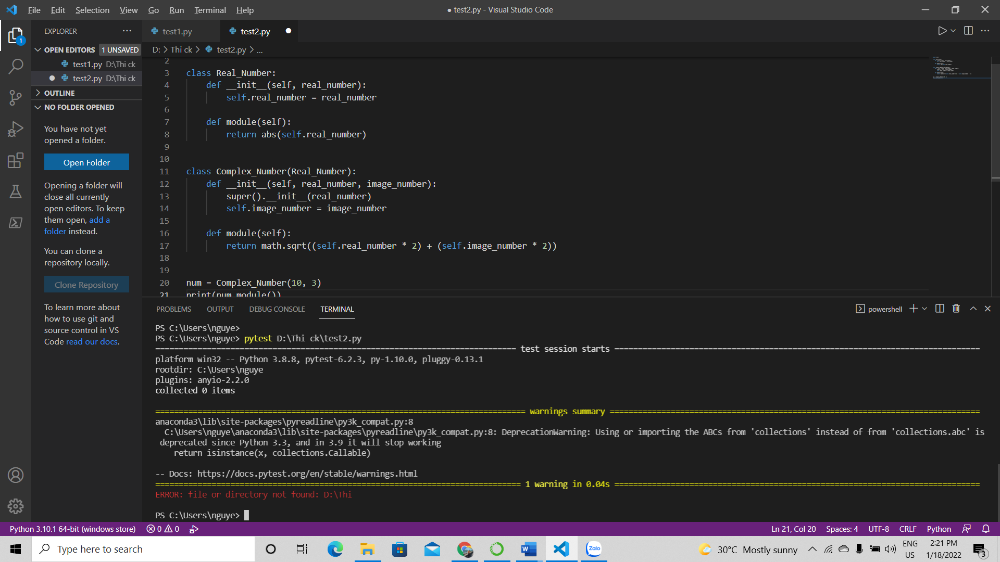 File Edit Selection View Go Run Terminal Help
● test2.py - Visual Studio Code
EXPLORER ···
OPEN EDITORS 1 UNSAVED
test1.py D:\Thi ck
● test2.py D:\Thi ck
OUTLINE
NO FOLDER OPENED
You have not yet
opened a folder.
Open Folder
Opening a folder will
close all currently
open editors. To keep
them open, add a
folder instead.
You can clone a
repository locally.
Clone Repository
To learn more about
how to use git and
source control in VS
Code read our docs.
1
test1.py
test2.py ●
D: > Thi ck > test2.py > ...
2
3 class Real_Number:
4 def __init__(self, real_number):
5 self.real_number = real_number
6
7 def module(self):
8 return abs(self.real_number)
9
10
11 class Complex_Number(Real_Number):
12 def __init__(self, real_number, image_number):
13 super().__init__(real_number)
14 self.image_number = image_number
15
16 def module(self):
17 return math.sqrt((self.real_number * 2) + (self.image_number * 2))
18
19
20 num = Complex_Number(10, 3)
21 print(num.module())
PROBLEMS OUTPUT DEBUG CONSOLE TERMINAL
powershell
PS C:\Users\nguye>
PS C:\Users\nguye> pytest D:\Thi ck\test2.py
============ test session starts ============
platform win32 -- Python 3.8.8, pytest-6.2.3, py-1.10.0, pluggy-0.13.1
rootdir: C:\Users\nguye
plugins: anyio-2.2.0
collected 0 items
============ warnings summary ============
anaconda3\lib\site-packages\pyreadline\py3k_compat.py:8
C:\Users\nguye\anaconda3\lib\site-packages\pyreadline\py3k_compat.py:8: DeprecationWarning: Using or importing the ABCs from 'collections' instead of from 'collections.abc' is
deprecated since Python 3.3, and in 3.9 it will stop working
return isinstance(x, collections.Callable)
-- Docs: https://docs.pytest.org/en/stable/warnings.html
============ 1 warning in 0.04s ============
ERROR: file or directory not found: D:\Thi
PS C:\Users\nguye>
Python 3.10.1 64-bit (windows store) 0 0
Ln 21, Col 20 Spaces: 4 UTF-8 CRLF Python
Type here to search
W
Zalo
30°C Mostly sunny
ENG
US
2:21 PM
1/18/2022
3